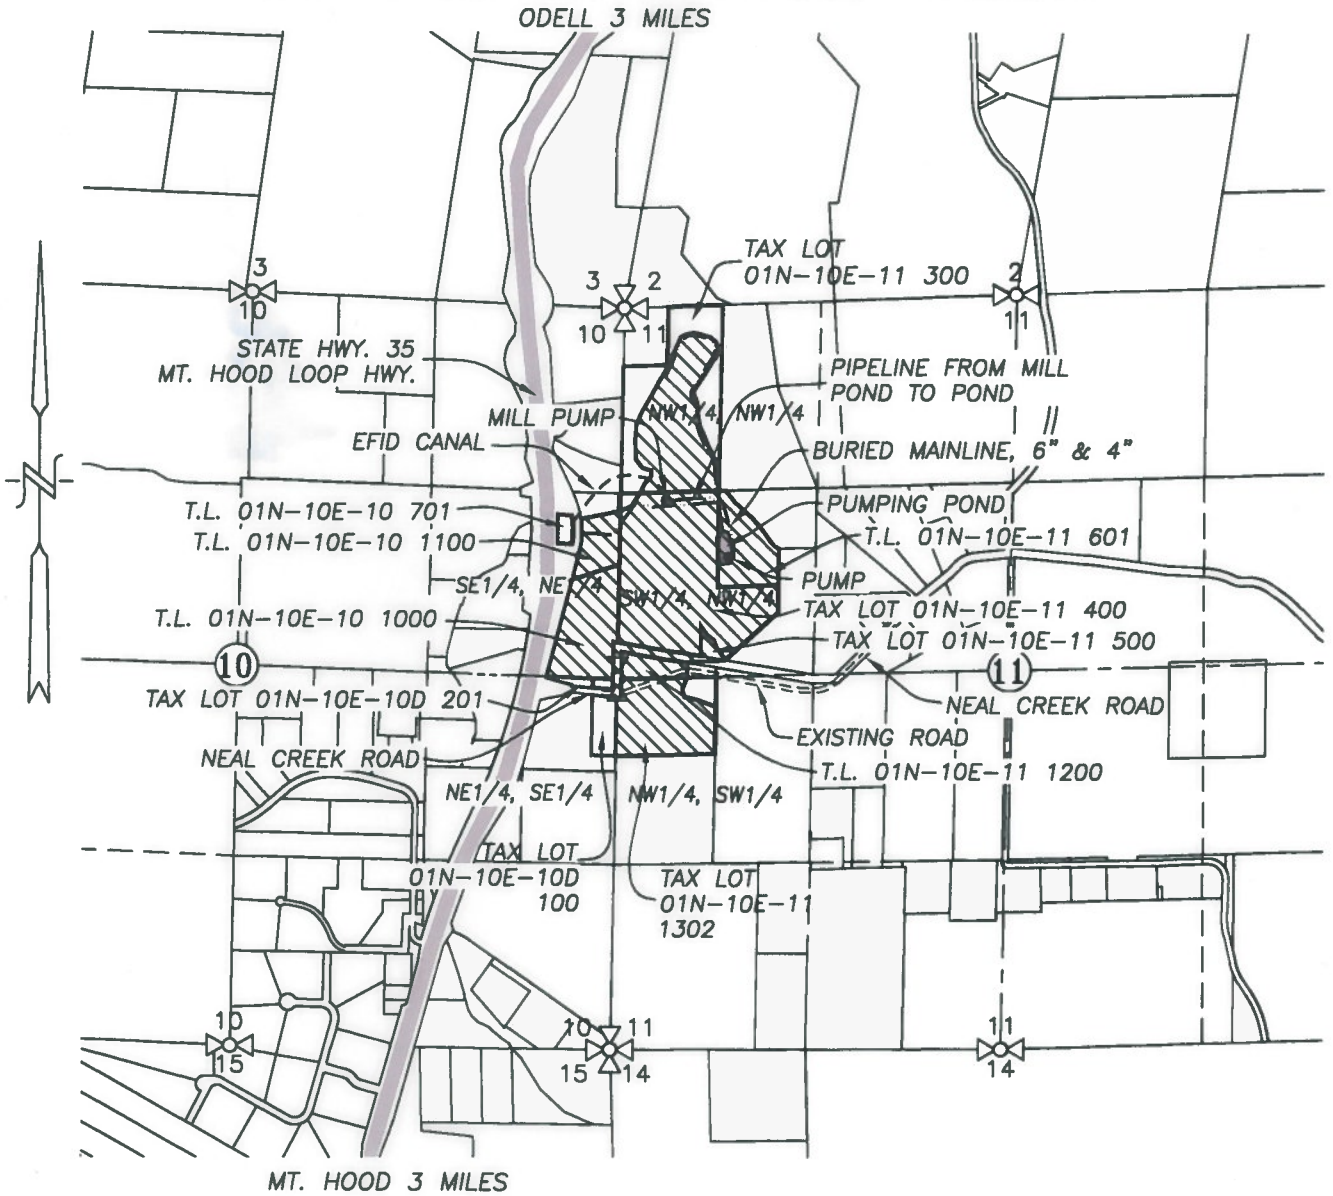 ODELL 3 MILES
TAX LOT
01N-10E-11 300
3
10
3 2
10 11
2
11
STATE HWY. 35
MT. HOOD LOOP HWY.
PIPELINE FROM MILL
POND TO POND
MILL PUMP
NW1/4, NW1/4
EFID CANAL
BURIED MAINLINE, 6" & 4"
N
T.L. 01N-10E-10 701
PUMPING POND
T.L. 01N-10E-10 1100
T.L. 01N-10E-11 601
SE1/4, NE1/4
PUMP
SW1/4, NW1/4
T.L. 01N-10E-10 1000
TAX LOT 01N-10E-11 400
TAX LOT 01N-10E-11 500
10
11
TAX LOT 01N-10E-10D 201
NEAL CREEK ROAD
NEAL CREEK ROAD
EXISTING ROAD
T.L. 01N-10E-11 1200
NE1/4, SE1/4
NW1/4, SW1/4
TAX LOT
01N-10E-10D
100
TAX LOT
01N-10E-11
1302
10
15
10 11
15 14
11
14
MT. HOOD 3 MILES